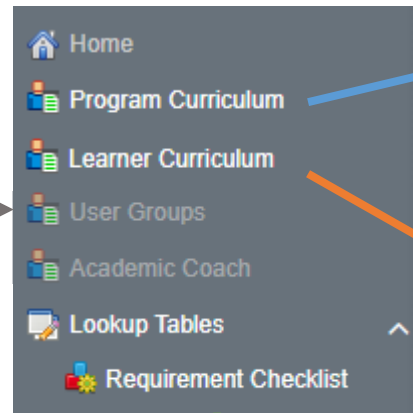 Home
Program Curriculum
Learner Curriculum
User Groups
Academic Coach
Lookup Tables
Requirement Checklist